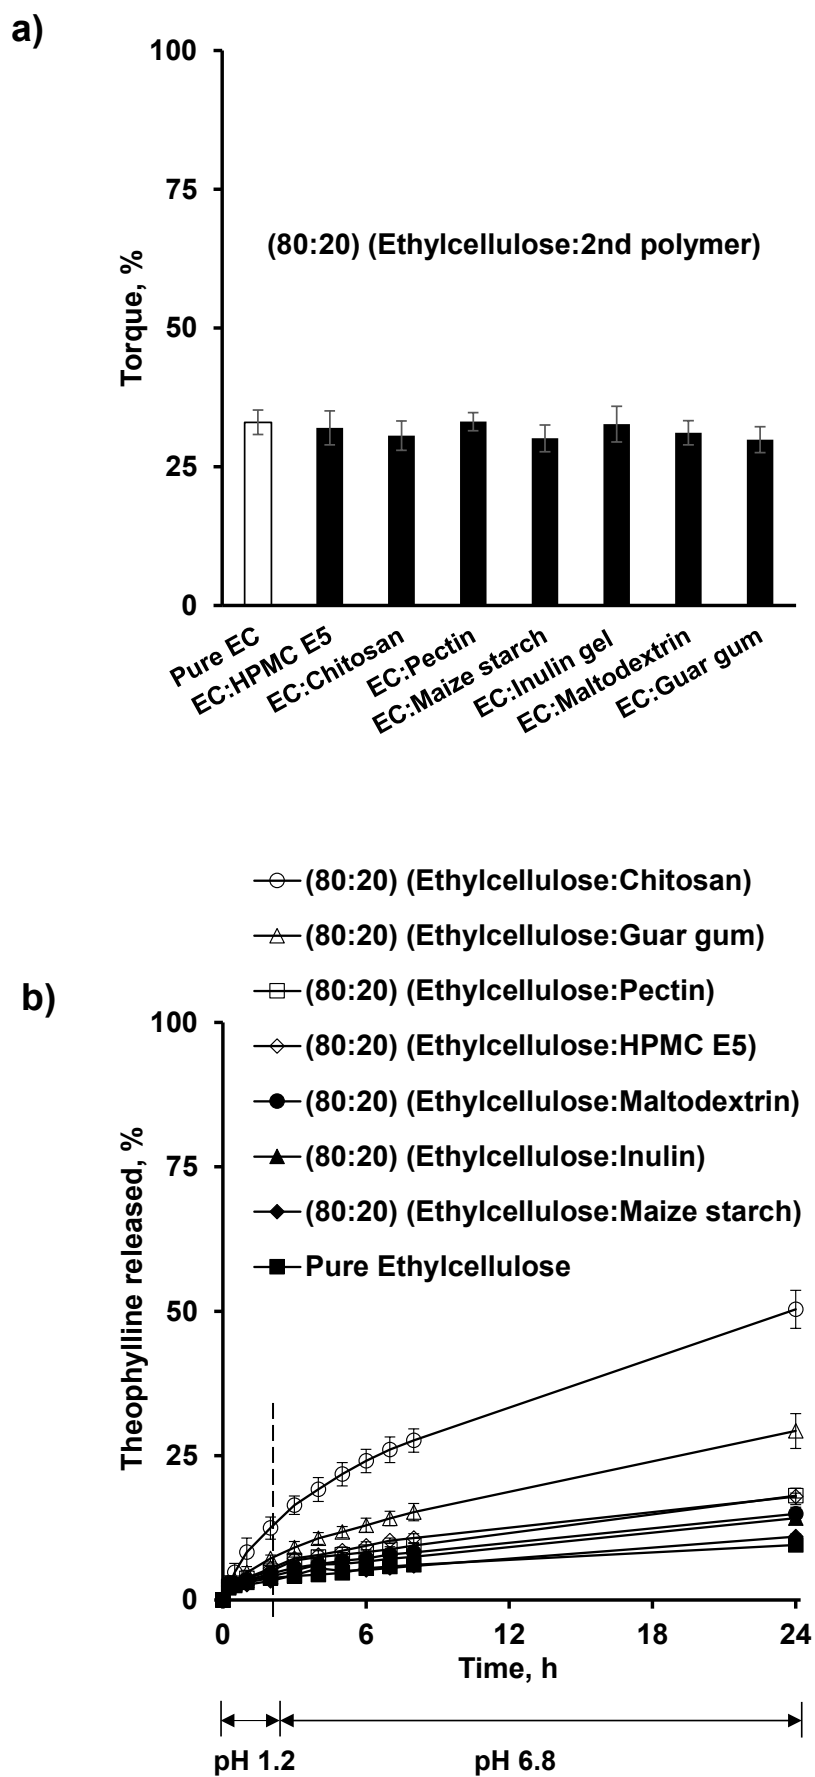 a)
100
75
50
25
0
Torque, %
(80:20) (Ethylcellulose:2nd polymer)
Pure EC
EC:HPMC E5
EC:Chitosan
EC:Pectin
EC:Maize starch
EC:Inulin gel
EC:Maltodextrin
EC:Guar gum
(80:20) (Ethylcellulose:Chitosan)
(80:20) (Ethylcellulose:Guar gum)
(80:20) (Ethylcellulose:Pectin)
(80:20) (Ethylcellulose:HPMC E5)
(80:20) (Ethylcellulose:Maltodextrin)
(80:20) (Ethylcellulose:Inulin)
(80:20) (Ethylcellulose:Maize starch)
Pure Ethylcellulose
b)
100
75
50
25
0
Theophylline released, %
0 6 12 18 24
Time, h
pH 1.2 pH 6.8